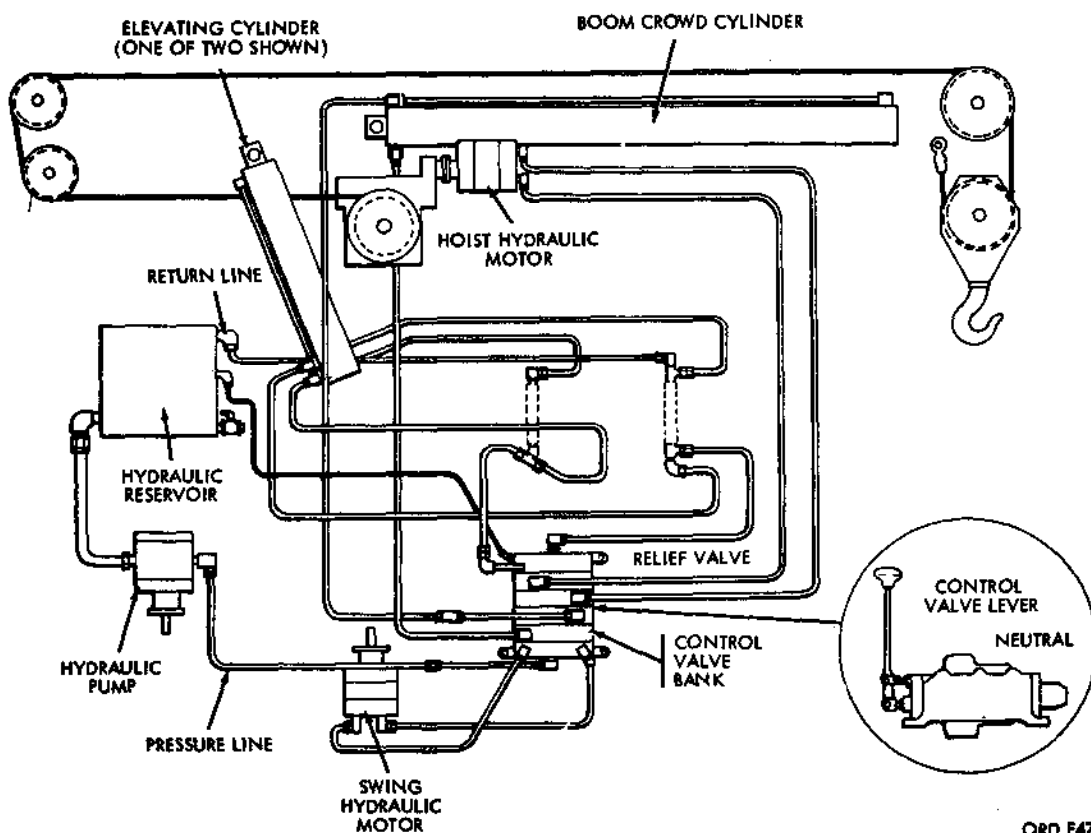 ELEVATING CYLINDER
(ONE OF TWO SHOWN)
BOOM CROWD CYLINDER
HOIST HYDRAULIC
MOTOR
RETURN LINE
HYDRAULIC
RESERVOIR
RELIEF VALVE
CONTROL
VALVE LEVER
NEUTRAL
CONTROL
VALVE
BANK
HYDRAULIC
PUMP
PRESSURE LINE
SWING
HYDRAULIC
MOTOR